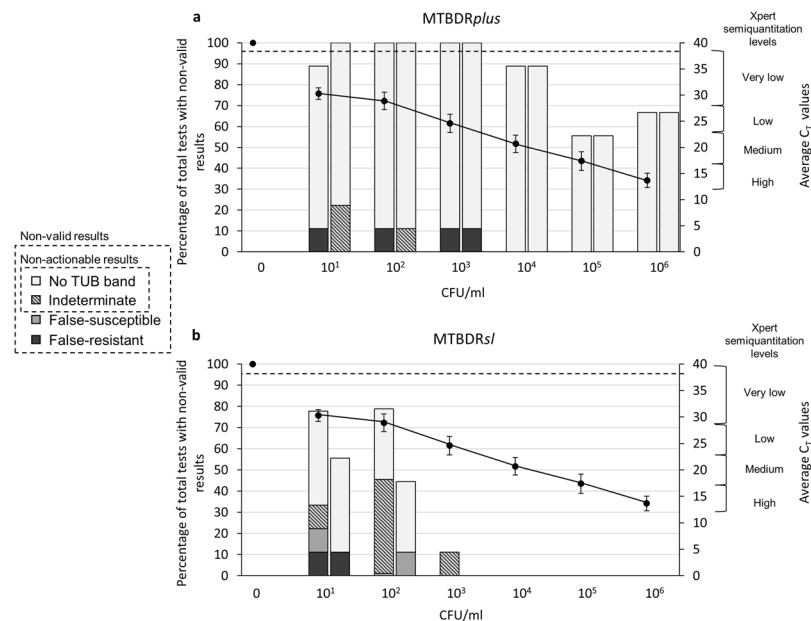 a
MTBDRplus
Xpert
semiquantitation
levels
Percentage of total tests with non-valid
results
100
90
80
70
60
50
40
30
20
10
0
40
35
30
25
20
15
10
5
0
Very low
Low
Medium
High
Average CT values
0
10¹
10²
10³
10⁴
10⁵
10⁶
CFU/ml
Non-valid results
Non-actionable results
No TUB band
Indeterminate
False-susceptible
False-resistant
b
MTBDRsl
Xpert
semiquantitation
levels
Percentage of total tests with non-valid
results
100
90
80
70
60
50
40
30
20
10
0
40
35
30
25
20
15
10
5
0
Very low
Low
Medium
High
Average CT values
0
10¹
10²
10³
10⁴
10⁵
10⁶
CFU/ml